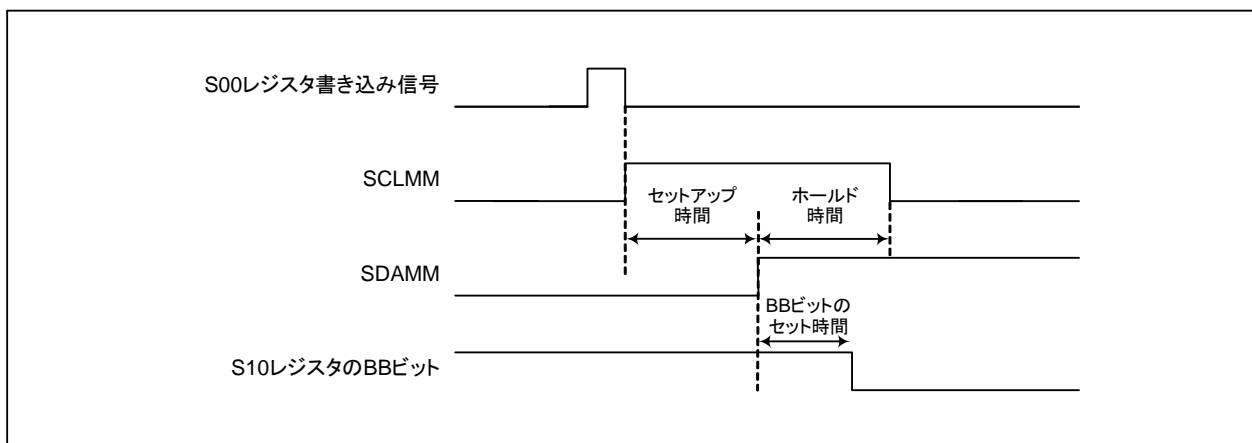 S00レジスタ書き込み信号
SCLMM
セットアップ
時間
ホールド
時間
SDAMM
BBビットの
セット時間
S10レジスタのBBビット